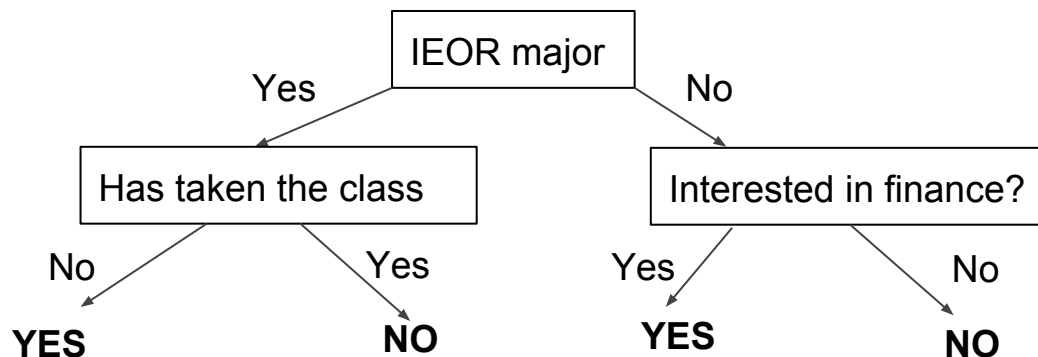 IEOR major
Yes
No
Has taken the class
Interested in finance?
No
Yes
Yes
No
YES
NO
YES
NO